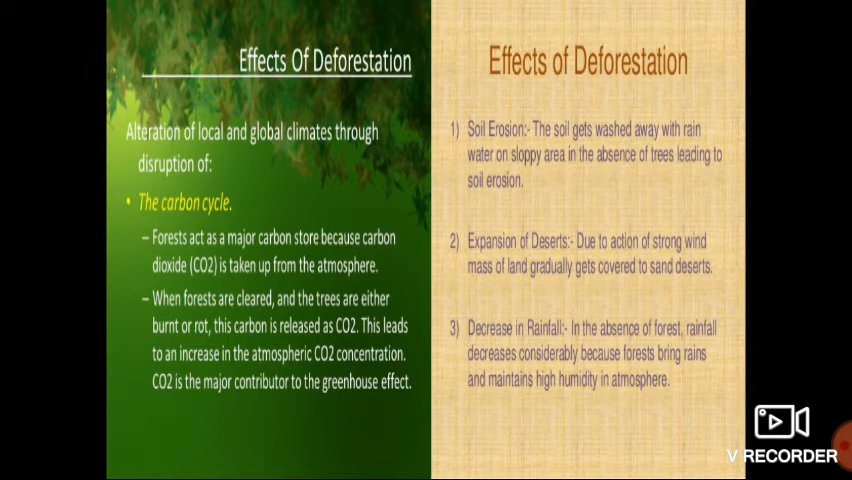 Effects Of Deforestation
Alteration of local and global climates through
disruption of:
• The carbon cycle.
– Forests act as a major carbon store because carbon
dioxide (CO2) is taken up from the atmosphere.
– When forests are cleared, and the trees are either
burnt or rot, this carbon is released as CO2. This leads
to an increase in the atmospheric CO2 concentration.
CO2 is the major contributor to the greenhouse effect.
Effects of Deforestation
1) Soil Erosion:- The soil gets washed away with rain
water on sloppy area in the absence of trees leading to
soil erosion.
2) Expansion of Deserts:- Due to action of strong wind
mass of land gradually gets covered to sand deserts.
3) Decrease in Rainfall:- In the absence of forest, rainfall
decreases considerably because forests bring rains
and maintains high humidity in atmosphere.
V RECORDER